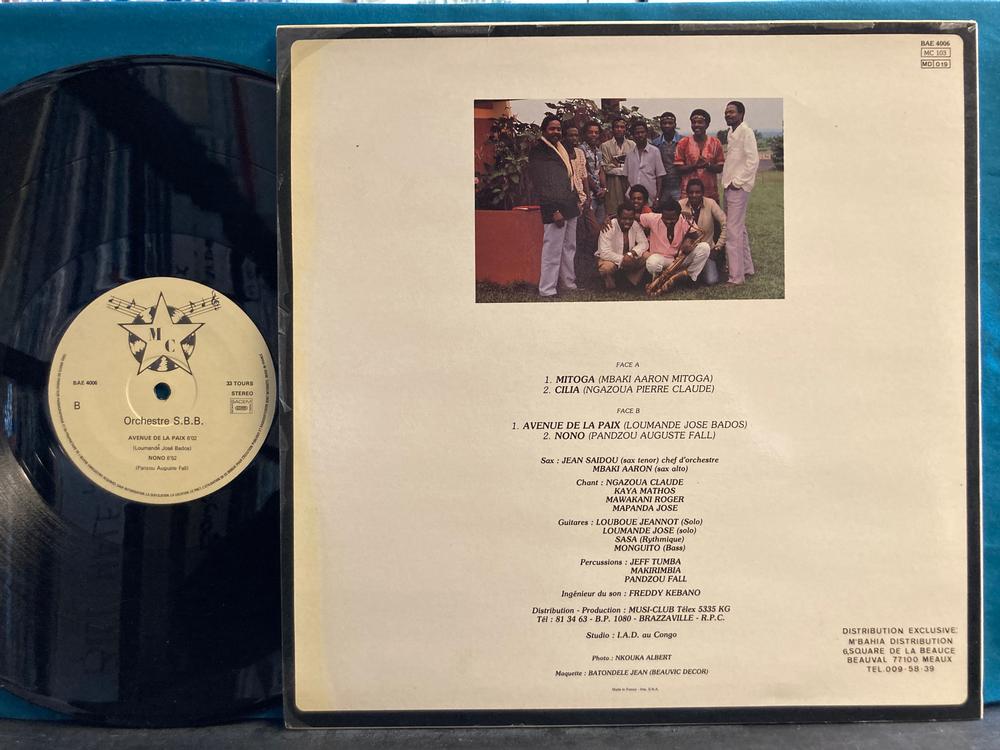 BAE 4006
MC 103
MD 019
FACE A
1. MITOGA (MBAKI AARON MITOGA)
2. CILIA (NGAZOUA PIERRE CLAUDE)
FACE B
1. AVENUE DE LA PAIX (LOUMANDE JOSE BADOS)
2. NONO (PANDZOU AUGUSTE FALL)
Sax : JEAN SAIDOU (sax tenor) chef d'orchestre
MBAKI AARON (sax alto)
Chant : NGAZOUA CLAUDE
KAYA MATHOS
MAWAKANI ROGER
MAPANDA JOSE
Guitares : LOUBOUE JEANNOT (Solo)
LOUMANDE JOSE (solo)
SASA (Rythmique)
MONGUITO (Bass)
Percussions : JEFF TUMBA
MAKIRIMBIA
PANDZOU FALL
Ingénieur du son : FREDDY KEBANO
Distribution - Production : MUSI-CLUB Télex 5335 KG
Tél : 81 34 63 - B.P. 1080 - BRAZZAVILLE - R.P.C.
Studio : I.A.D. au Congo
Photo : NKOUKA ALBERT
Maquette : BATONDELE JEAN (BEAUVIC DECOR)
Made in France - Imp. S.N.A.
DISTRIBUTION EXCLUSIVE:
M'BAHIA DISTRIBUTION
6,SQUARE DE LA BEAUCE
BEAUVAL 77100 MEAUX
TEL.009-58-39
M C
BAE 4006
33 TOURS
STEREO
SACEM
B
Orchestre S.B.B.
AVENUE DE LA PAIX 6'02
(Loumandé José Bados)
NONO 6'52
(Panzou Auguste Fall)